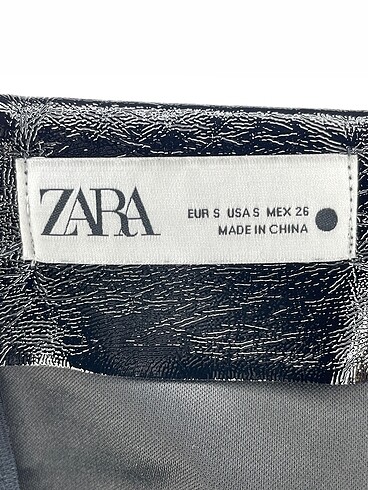 ZARA
EUR S USA S MEX 26
MADE IN CHINA